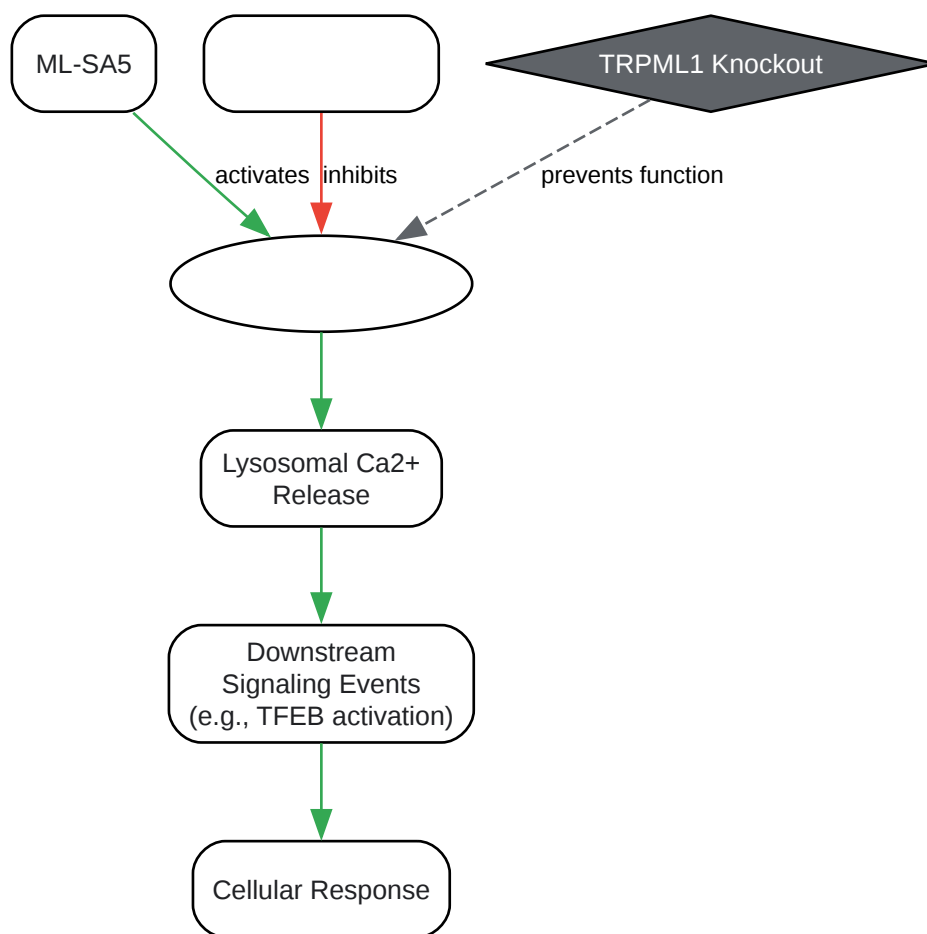 ML-SA5
TRPML1 Knockout
activates
inhibits
prevents function
Lysosomal Ca2+
Release
Downstream
Signaling Events
(e.g., TFEB activation)
Cellular Response